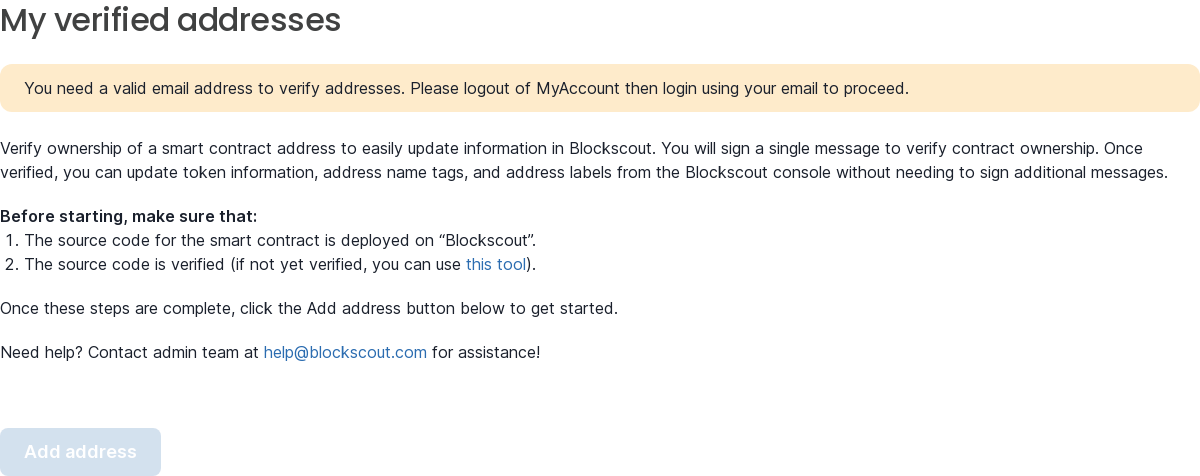 My verified addresses
You need a valid email address to verify addresses. Please logout of MyAccount then login using your email to proceed.
Verify ownership of a smart contract address to easily update information in Blockscout. You will sign a single message to verify contract ownership. Once
verified, you can update token information, address name tags, and address labels from the Blockscout console without needing to sign additional messages.
Before starting, make sure that:
1. The source code for the smart contract is deployed on “Blockscout”.
2. The source code is verified (if not yet verified, you can use this tool).
Once these steps are complete, click the Add address button below to get started.
Need help? Contact admin team at help@blockscout.com for assistance!
Add address